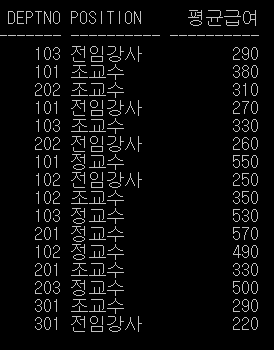 DEPTNO POSITION 평균급여
------- ---------- ----------
103 전임강사 290
101 조교수 380
202 조교수 310
101 전임강사 270
103 조교수 330
202 전임강사 260
101 정교수 550
102 전임강사 250
102 조교수 350
103 정교수 530
201 정교수 570
102 정교수 490
201 조교수 330
203 정교수 500
301 조교수 290
301 전임강사 220